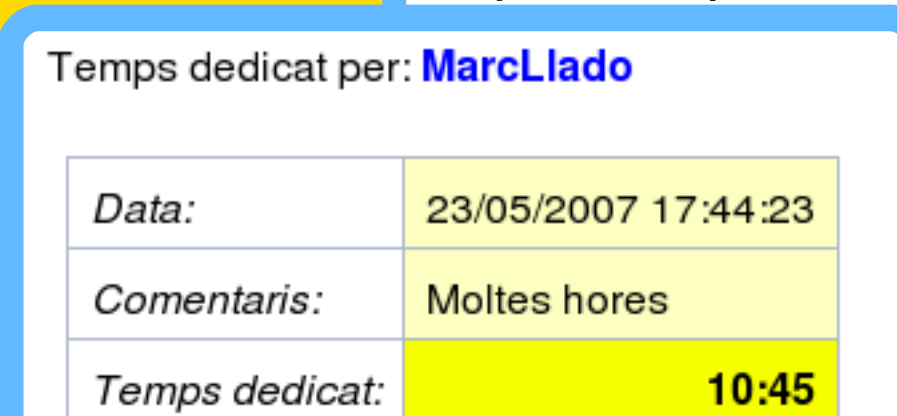 Temps dedicat per: MarcLlado
Data: 23/05/2007 17:44:23
Comentaris: Moltes hores
Temps dedicat: 10:45